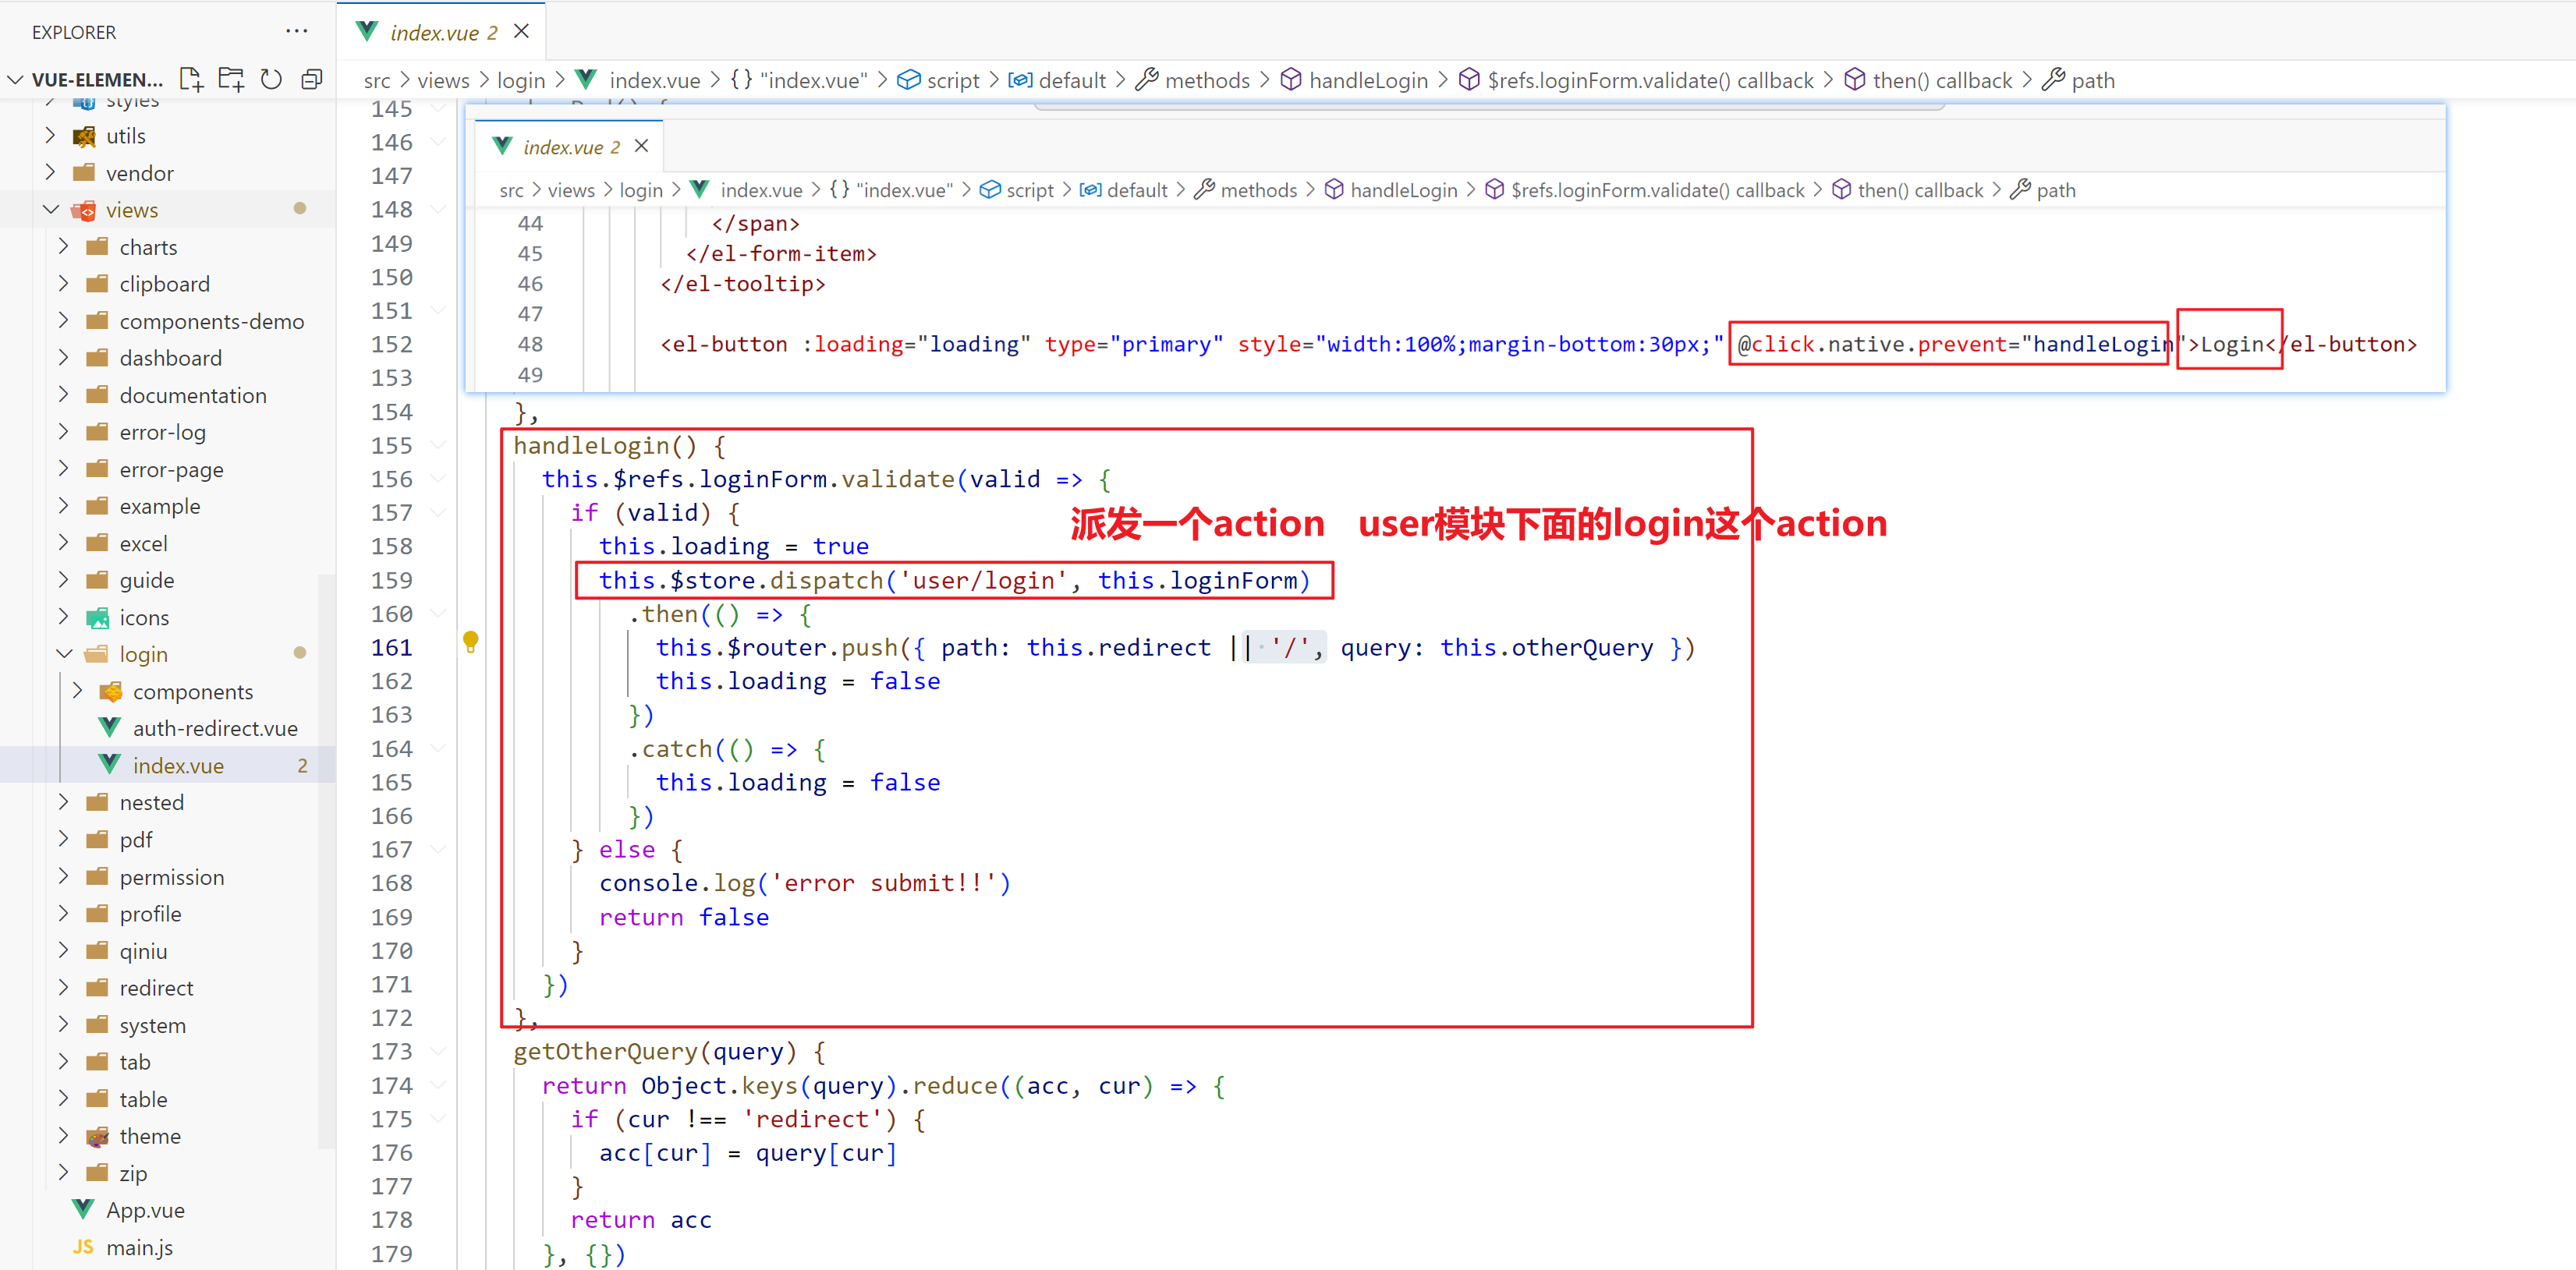 EXPLORER ···
VUE-ELEMEN...
styles
utils
vendor
views
charts
clipboard
components-demo
dashboard
documentation
error-log
error-page
example
excel
guide
icons
login
components
auth-redirect.vue
index.vue 2
nested
pdf
permission
profile
qiniu
redirect
system
tab
table
theme
zip
App.vue
JS main.js
index.vue 2
src > views > login > index.vue > {} "index.vue" > script > default > methods > handleLogin > $refs.loginForm.validate() callback > then() callback > path
145
146
147
148
149
150
151
152
153
index.vue 2
src > views > login > index.vue > {} "index.vue" > script > default > methods > handleLogin > $refs.loginForm.validate() callback > then() callback > path
44 </span>
45 </el-form-item>
46 </el-tooltip>
47
48 <el-button :loading="loading" type="primary" style="width:100%;margin-bottom:30px;" @click.native.prevent="handleLogin">Login</el-button>
49
154 },
155 handleLogin() {
156 this.$refs.loginForm.validate(valid => {
157 if (valid) {
派发一个action user模块下面的login这个action
158 this.loading = true
159 this.$store.dispatch('user/login', this.loginForm)
160 .then(() => {
161 this.$router.push({ path: this.redirect || '/', query: this.otherQuery })
162 this.loading = false
163 })
164 .catch(() => {
165 this.loading = false
166 })
167 } else {
168 console.log('error submit!!')
169 return false
170 }
171 })
172 },
173 getOtherQuery(query) {
174 return Object.keys(query).reduce((acc, cur) => {
175 if (cur !== 'redirect') {
176 acc[cur] = query[cur]
177 }
178 return acc
179 }, {})